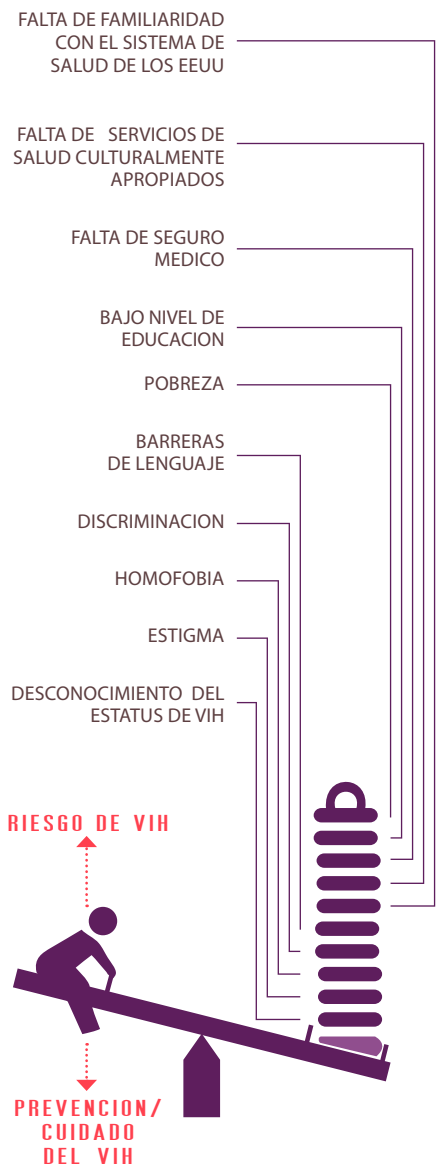 FALTA DE FAMILIARIDAD
CON EL SISTEMA DE
SALUD DE LOS EEUU
FALTA DE SERVICIOS DE
SALUD CULTURALMENTE
APROPIADOS
FALTA DE SEGURO
MEDICO
BAJO NIVEL DE
EDUCACION
POBREZA
BARRERAS
DE LENGUAJE
DISCRIMINACION
HOMOFOBIA
ESTIGMA
DESCONOCIMIENTO DEL
ESTATUS DE VIH
RIESGO DE VIH
PREVENCION/
CUIDADO
DEL VIH